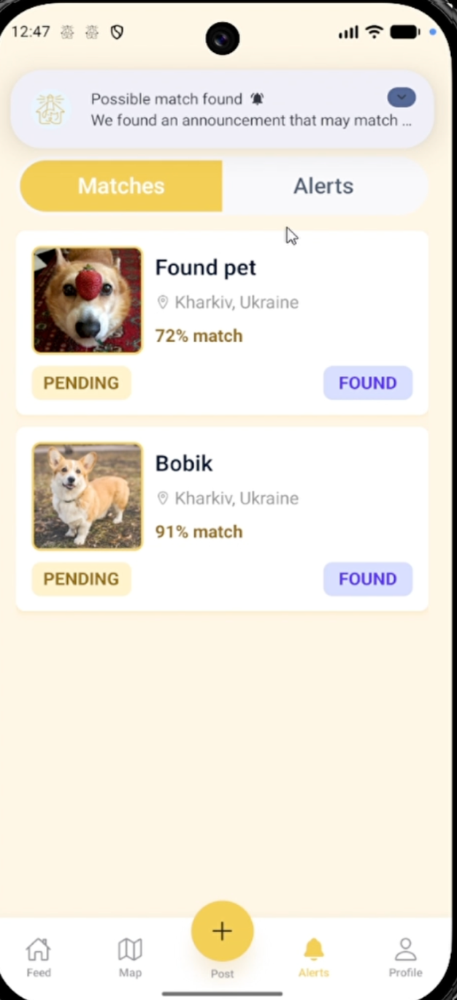 12:47
Possible match found
We found an announcement that may match ...
Matches
Alerts
Found pet
Kharkiv, Ukraine
72% match
PENDING
FOUND
Bobik
Kharkiv, Ukraine
91% match
PENDING
FOUND
Feed
Map
Post
Alerts
Profile